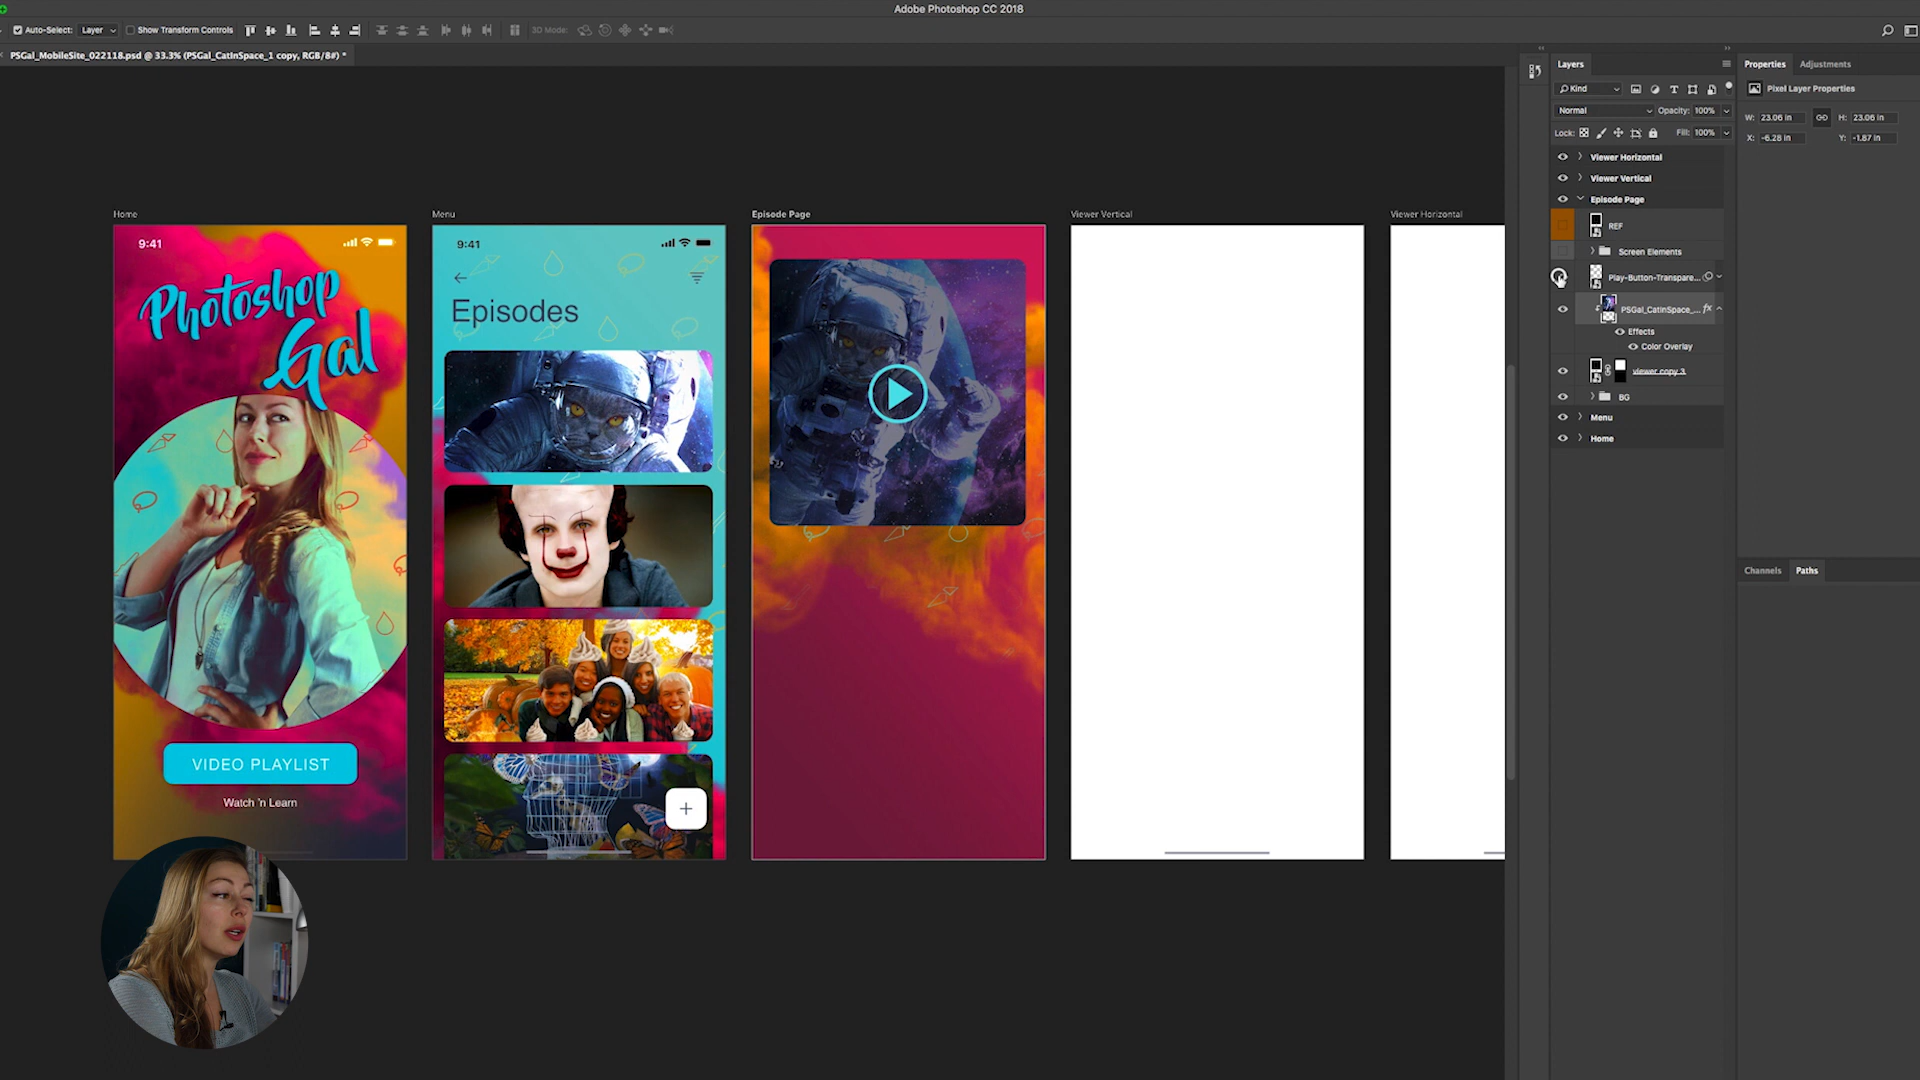 Adobe Photoshop CC 2018
Auto-Select: Layer Show Transform Controls 3D Mode:
PSGal_MobileSite_022118.psd @ 33.3% (PSGal_CatInSpace_1 copy, RGB/8#) *
Layers
Kind
Normal Opacity: 100%
Lock: Fill: 100%
Viewer Horizontal
Viewer Vertical
Episode Page
REF
Screen Elements
Play-Button-Transpare...
PSGal_CatInSpace_... fx
Effects
Color Overlay
viewer copy 3
BG
Menu
Home
Properties Adjustments
Pixel Layer Properties
W: 23.06 in H: 23.06 in
X: -6.28 in Y: -1.87 in
Channels Paths
Home
9:41
Photoshop
Gal
VIDEO PLAYLIST
Watch 'n Learn
Menu
9:41
Episodes
Episode Page
Viewer Vertical
Viewer Horizontal